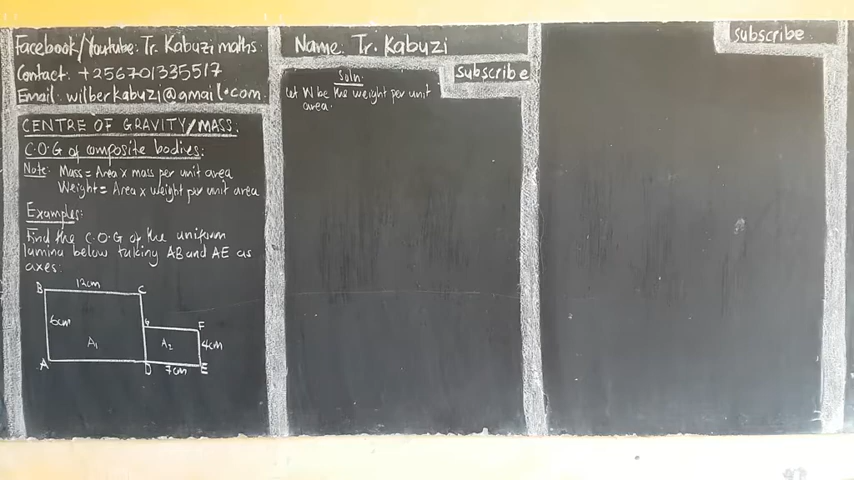 Facebook/Youtube: Tr. Kabuzi maths.
Contact: +256701335517
Email: wilberkabuzi@gmail.com.
CENTRE OF GRAVITY/MASS:
C.O.G of composite bodies:
Note: Mass = Area x mass per unit area
Weight = Area x weight per unit area
Examples:
Find the C.O.G of the uniform
lamina below taking AB and AE as
axes:
B 12cm C
6cm
G F
A₁ A₂ 4cm
A D 7cm E
Name: Tr. Kabuzi
subscribe
Soln.
Let W be the weight per unit
area.
subscribe